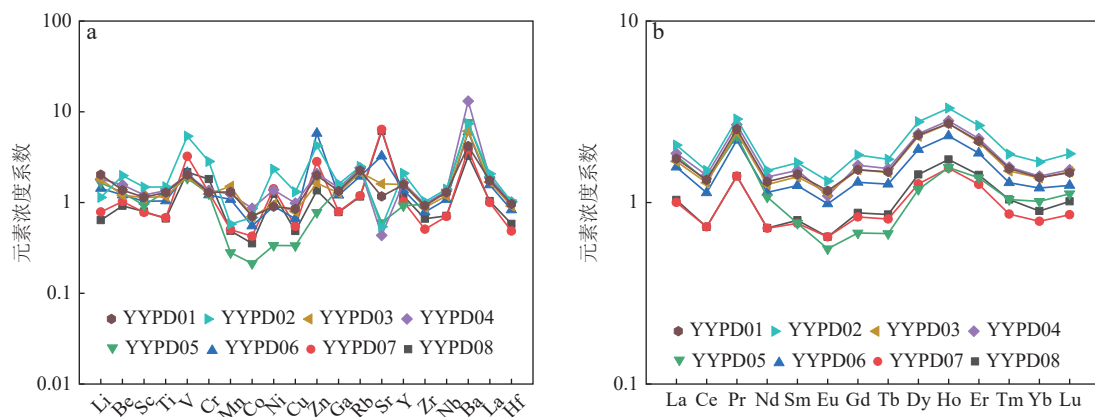 a
元素浓度系数
100
10
1
0.1
0.01
YYPD01 YYPD02 YYPD03 YYPD04
YYPD05 YYPD06 YYPD07 YYPD08
Li Be Sc Ti V Cr Mn Co Ni Cu Zn Ga Rb Sr Y Zr Nb Ba La Hf
b
元素浓度系数
10
1
0.1
YYPD01 YYPD02 YYPD03 YYPD04
YYPD05 YYPD06 YYPD07 YYPD08
La Ce Pr Nd Sm Eu Gd Tb Dy Ho Er Tm Yb Lu